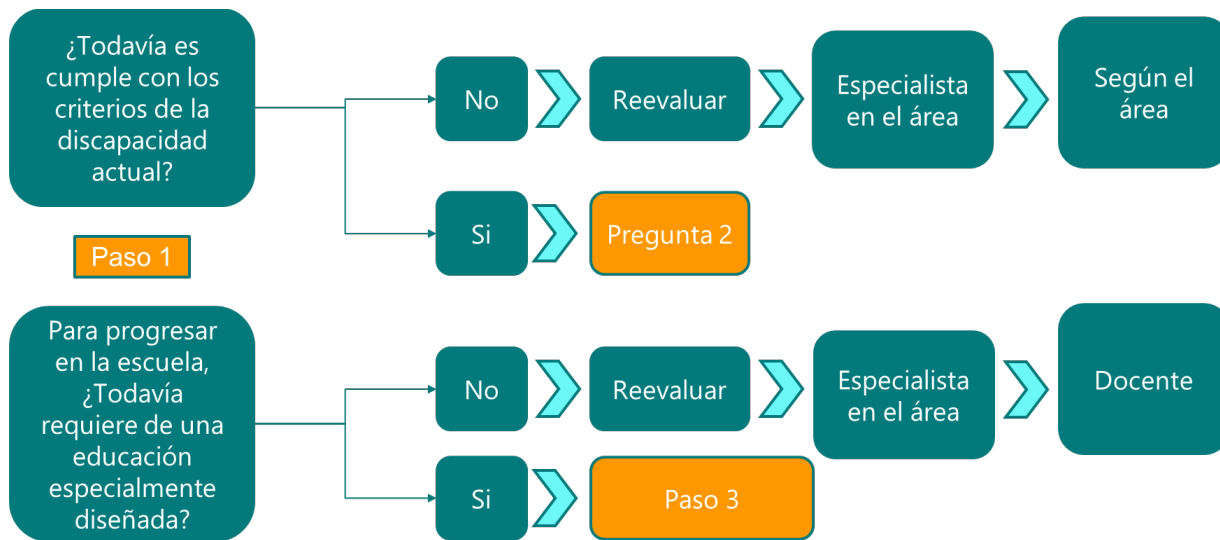 ¿Todavía es
cumple con los
criterios de la
discapacidad
actual?
No
Reevaluar
Especialista
en el área
Según el
área
Si
Pregunta 2
Paso 1
Para progresar
en la escuela,
¿Todavía
requiere de una
educación
especialmente
diseñada?
No
Reevaluar
Especialista
en el área
Docente
Si
Paso 3